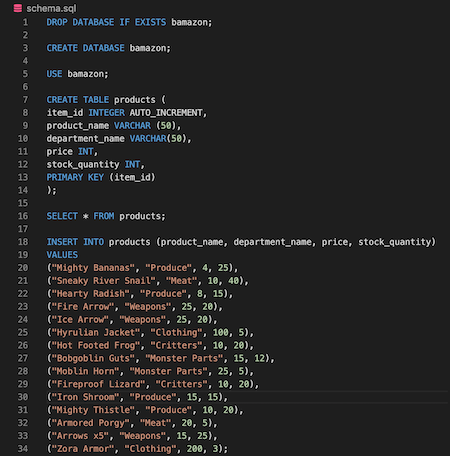 schema.sql
1 DROP DATABASE IF EXISTS bamazon;
2
3 CREATE DATABASE bamazon;
4
5 USE bamazon;
6
7 CREATE TABLE products (
8 item_id INTEGER AUTO_INCREMENT,
9 product_name VARCHAR (50),
10 department_name VARCHAR(50),
11 price INT,
12 stock_quantity INT,
13 PRIMARY KEY (item_id)
14 );
15
16 SELECT * FROM products;
17
18 INSERT INTO products (product_name, department_name, price, stock_quantity)
19 VALUES
20 ("Mighty Bananas", "Produce", 4, 25),
21 ("Sneaky River Snail", "Meat", 10, 40),
22 ("Hearty Radish", "Produce", 8, 15),
23 ("Fire Arrow", "Weapons", 25, 20),
24 ("Ice Arrow", "Weapons", 25, 20),
25 ("Hyrulian Jacket", "Clothing", 100, 5),
26 ("Hot Footed Frog", "Critters", 10, 20),
27 ("Bobgoblin Guts", "Monster Parts", 15, 12),
28 ("Moblin Horn", "Monster Parts", 25, 5),
29 ("Fireproof Lizard", "Critters", 10, 20),
30 ("Iron Shroom", "Produce", 15, 15),
31 ("Mighty Thistle", "Produce", 10, 20),
32 ("Armored Porgy", "Meat", 20, 5),
33 ("Arrows x5", "Weapons", 15, 25),
34 ("Zora Armor", "Clothing", 200, 3);